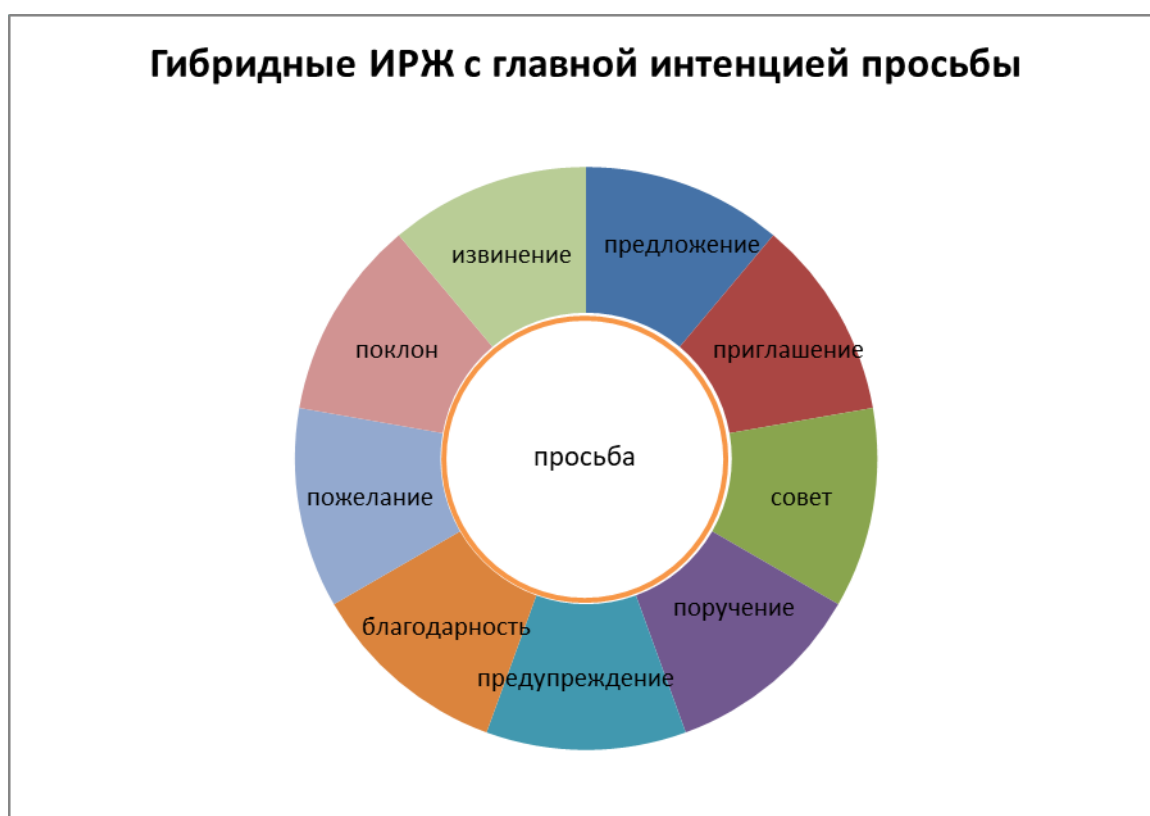 Гибридные ИРЖ с главной интенцией просьбы
извинение
предложение
поклон
приглашение
просьба
пожелание
совет
поручение
благодарность
предупреждение